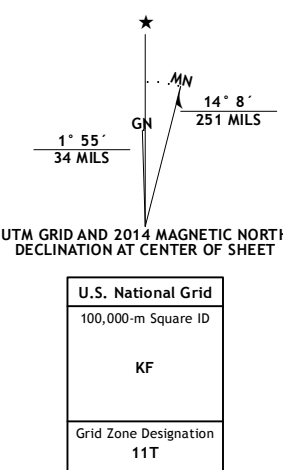 ★
MN
GN
14° 8´
251 MILS
1° 55´
34 MILS
UTM GRID AND 2014 MAGNETIC NORTH
DECLINATION AT CENTER OF SHEET
U.S. National Grid
100,000-m Square ID
KF
Grid Zone Designation
11T